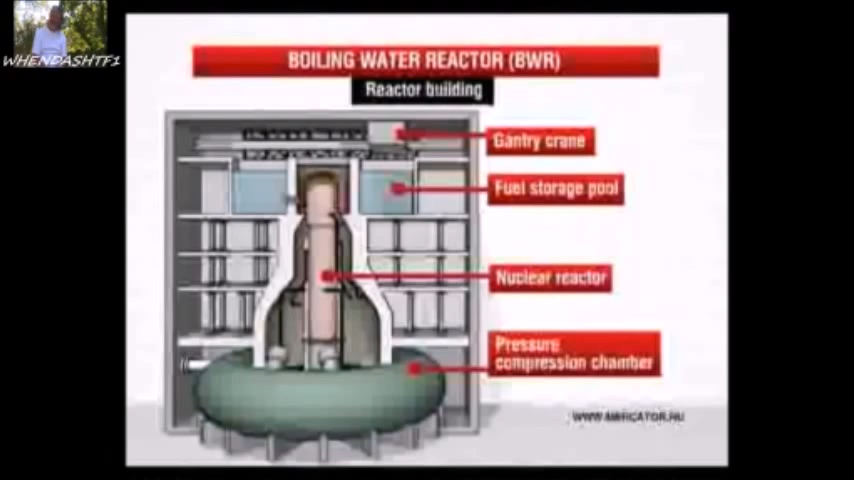 WHENDASHTF1
BOILING WATER REACTOR (BWR)
Reactor building
Gantry crane
Fuel storage pool
Nuclear reactor
Pressure
compression chamber